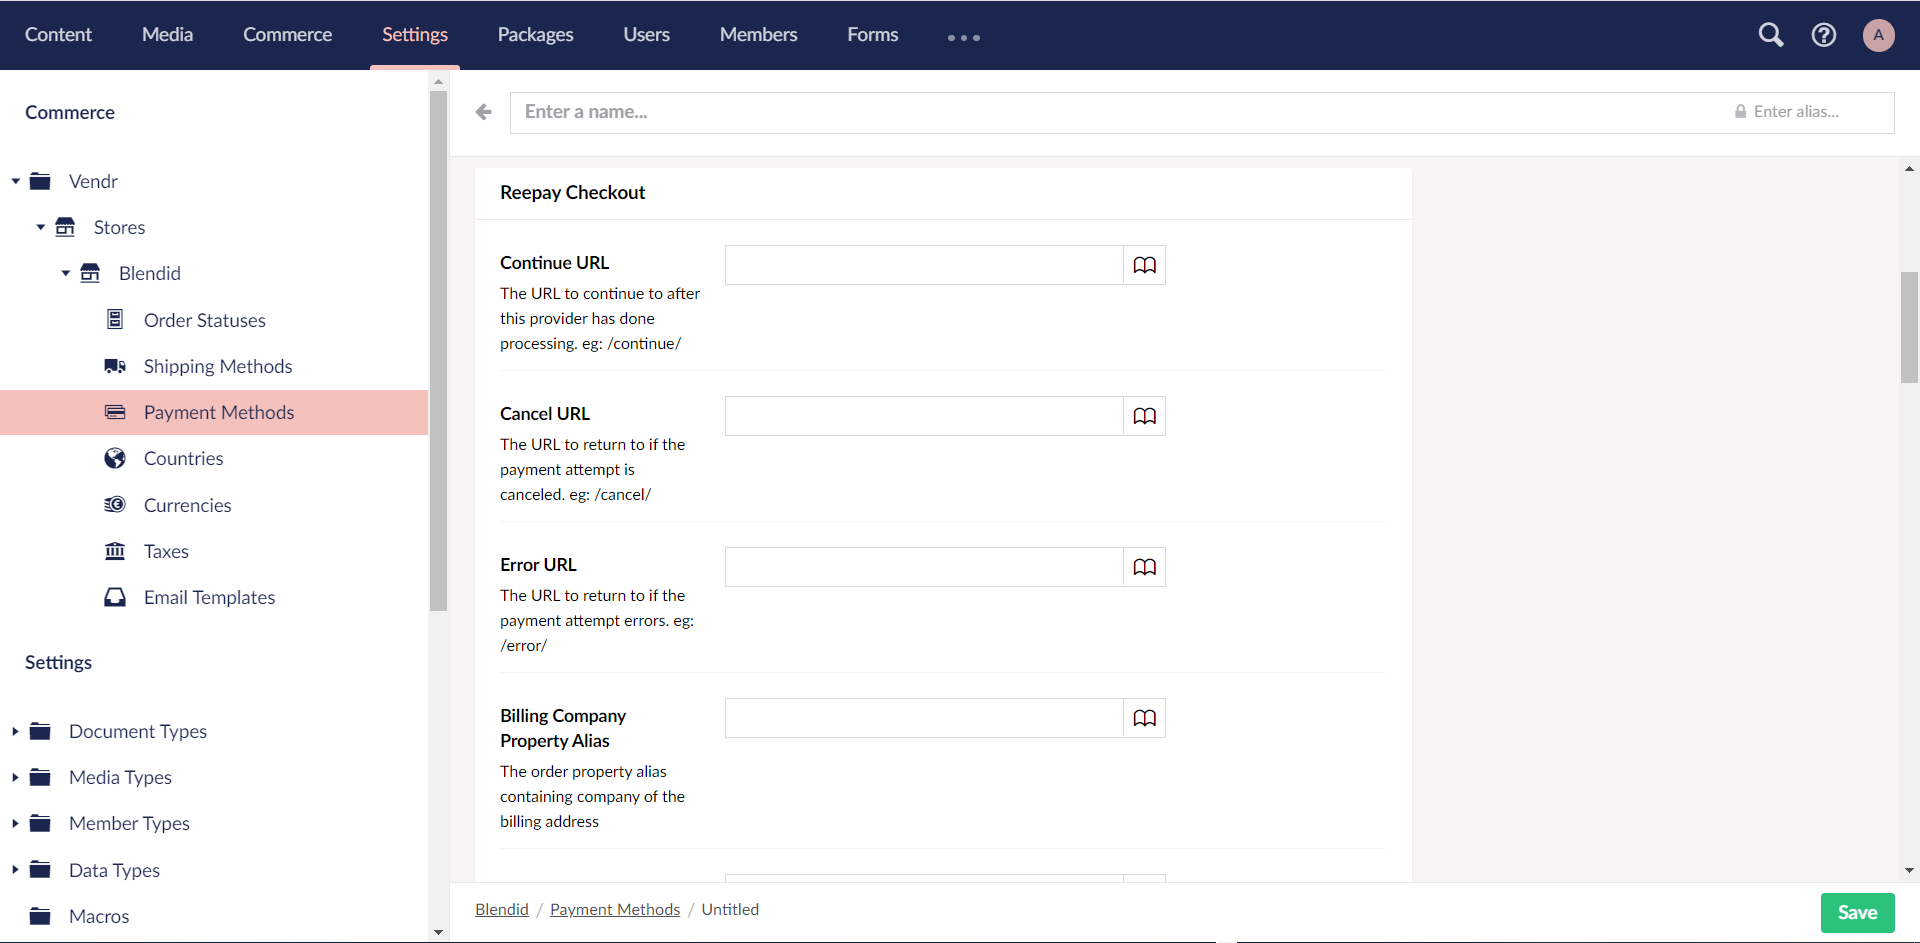 Content Media Commerce Settings Packages Users Members Forms
A
Commerce
Vendr
Stores
Blendid
Order Statuses
Shipping Methods
Payment Methods
Countries
Currencies
Taxes
Email Templates
Settings
Document Types
Media Types
Member Types
Data Types
Macros
Enter a name...
Enter alias...
Reepay Checkout
Continue URL
The URL to continue to after
this provider has done
processing. eg: /continue/
Cancel URL
The URL to return to if the
payment attempt is
canceled. eg: /cancel/
Error URL
The URL to return to if the
payment attempt errors. eg:
/error/
Billing Company
Property Alias
The order property alias
containing company of the
billing address
Blendid / Payment Methods / Untitled
Save